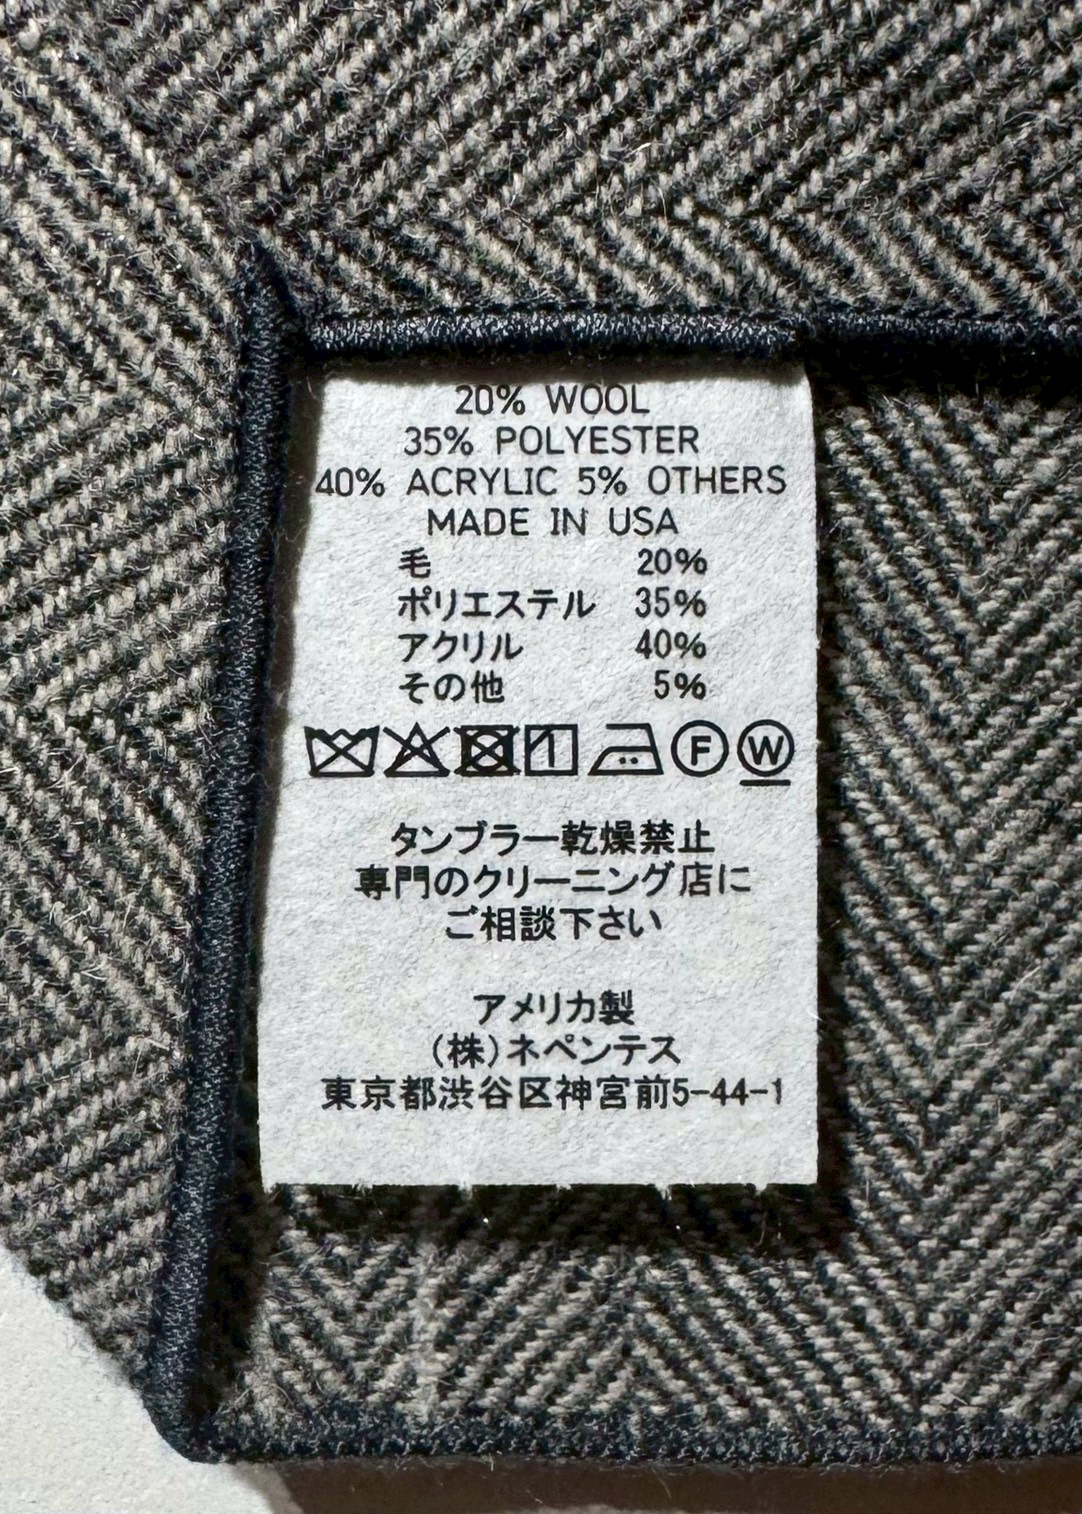 20% WOOL
35% POLYESTER
40% ACRYLIC 5% OTHERS
MADE IN USA
毛 20%
ポリエステル 35%
アクリル 40%
その他 5%
F W
タンブラー乾燥禁止
専門のクリーニング店に
ご相談下さい
アメリカ製
(株)ネペンテス
東京都渋谷区神宮前5-44-1